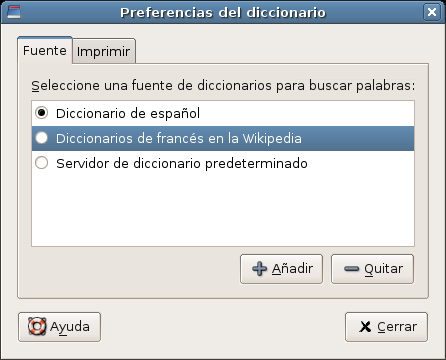 Preferencias del diccionario
Fuente Imprimir
Seleccione una fuente de diccionarios para buscar palabras:
Diccionario de español
Diccionarios de francés en la Wikipedia
Servidor de diccionario predeterminado
Añadir Quitar
Ayuda Cerrar